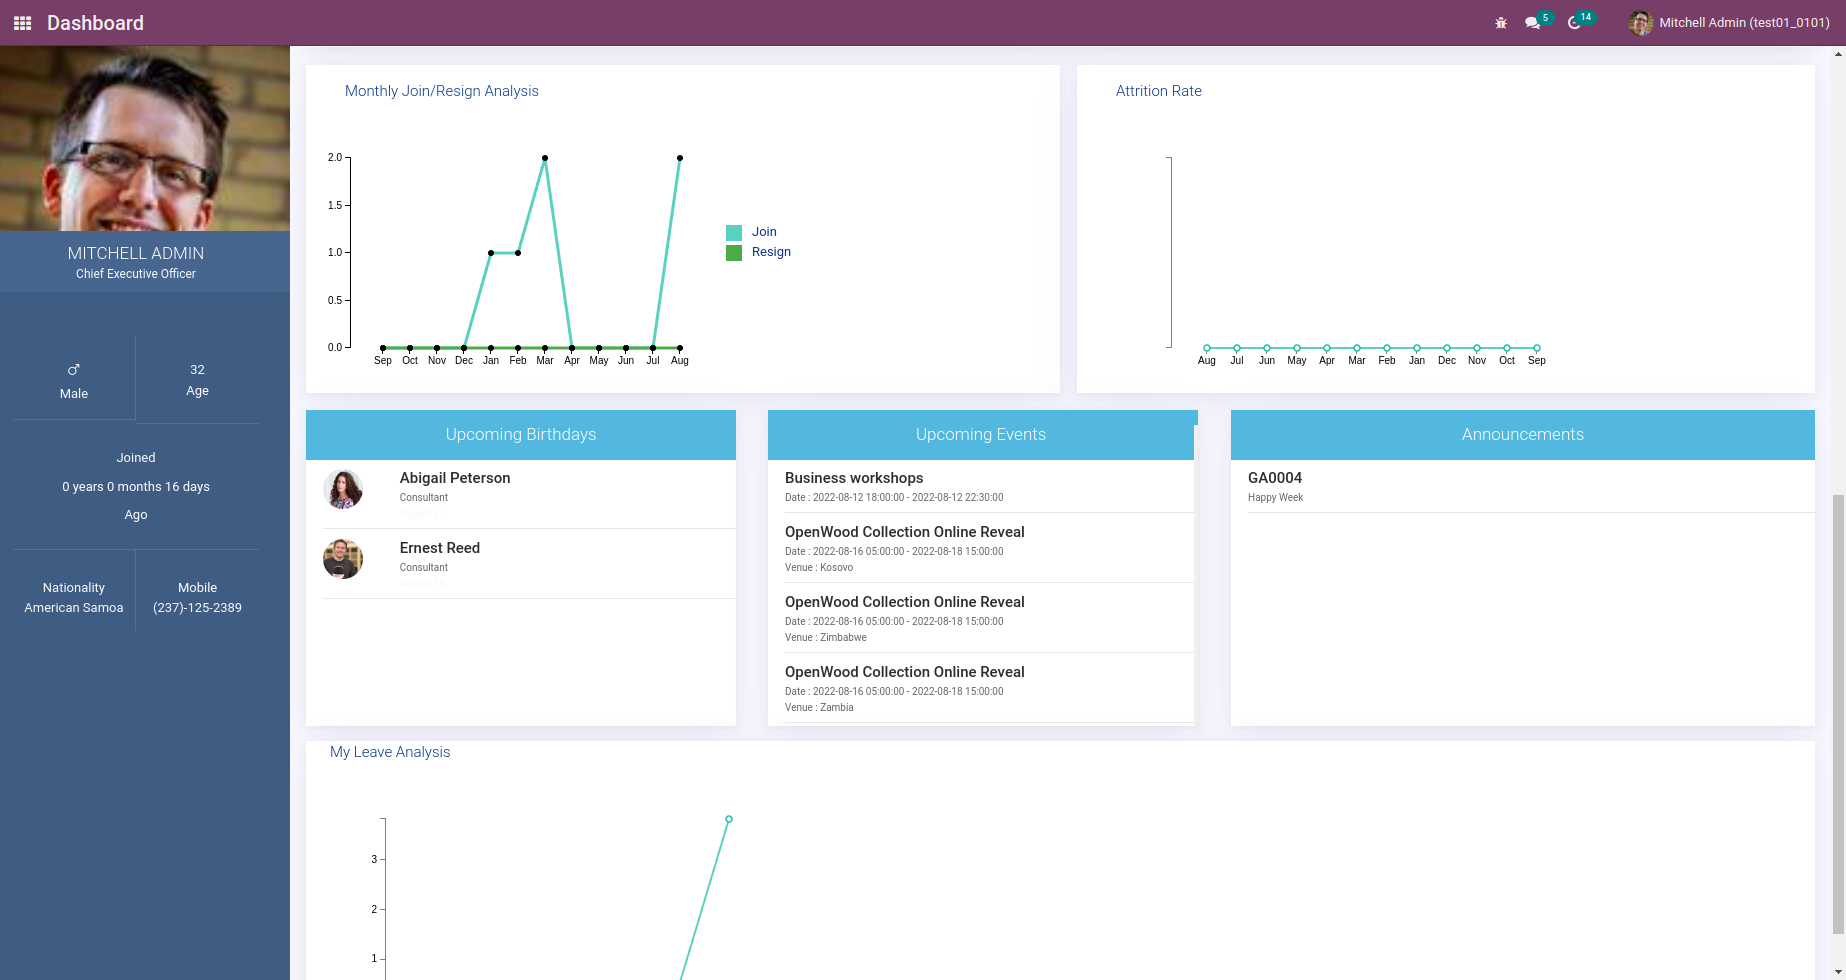 Dashboard
5
14
Mitchell Admin (test01_0101)
MITCHELL ADMIN
Chief Executive Officer
Male
32
Age
Joined
0 years 0 months 16 days
Ago
Nationality
American Samoa
Mobile
(237)-125-2389
Monthly Join/Resign Analysis
2.0
1.5
1.0
0.5
0.0
Sep Oct Nov Dec Jan Feb Mar Apr May Jun Jul Aug
Join
Resign
Attrition Rate
Aug Jul Jun May Apr Mar Feb Jan Dec Nov Oct Sep
Upcoming Birthdays
Abigail Peterson
Consultant
August 17
Ernest Reed
Consultant
Upcoming Events
Business workshops
Date : 2022-08-12 18:00:00 - 2022-08-12 22:30:00
OpenWood Collection Online Reveal
Date : 2022-08-16 05:00:00 - 2022-08-18 15:00:00
Venue : Kosovo
OpenWood Collection Online Reveal
Date : 2022-08-16 05:00:00 - 2022-08-18 15:00:00
Venue : Zimbabwe
OpenWood Collection Online Reveal
Date : 2022-08-16 05:00:00 - 2022-08-18 15:00:00
Venue : Zambia
Announcements
GA0004
Happy Week
My Leave Analysis
3
2
1